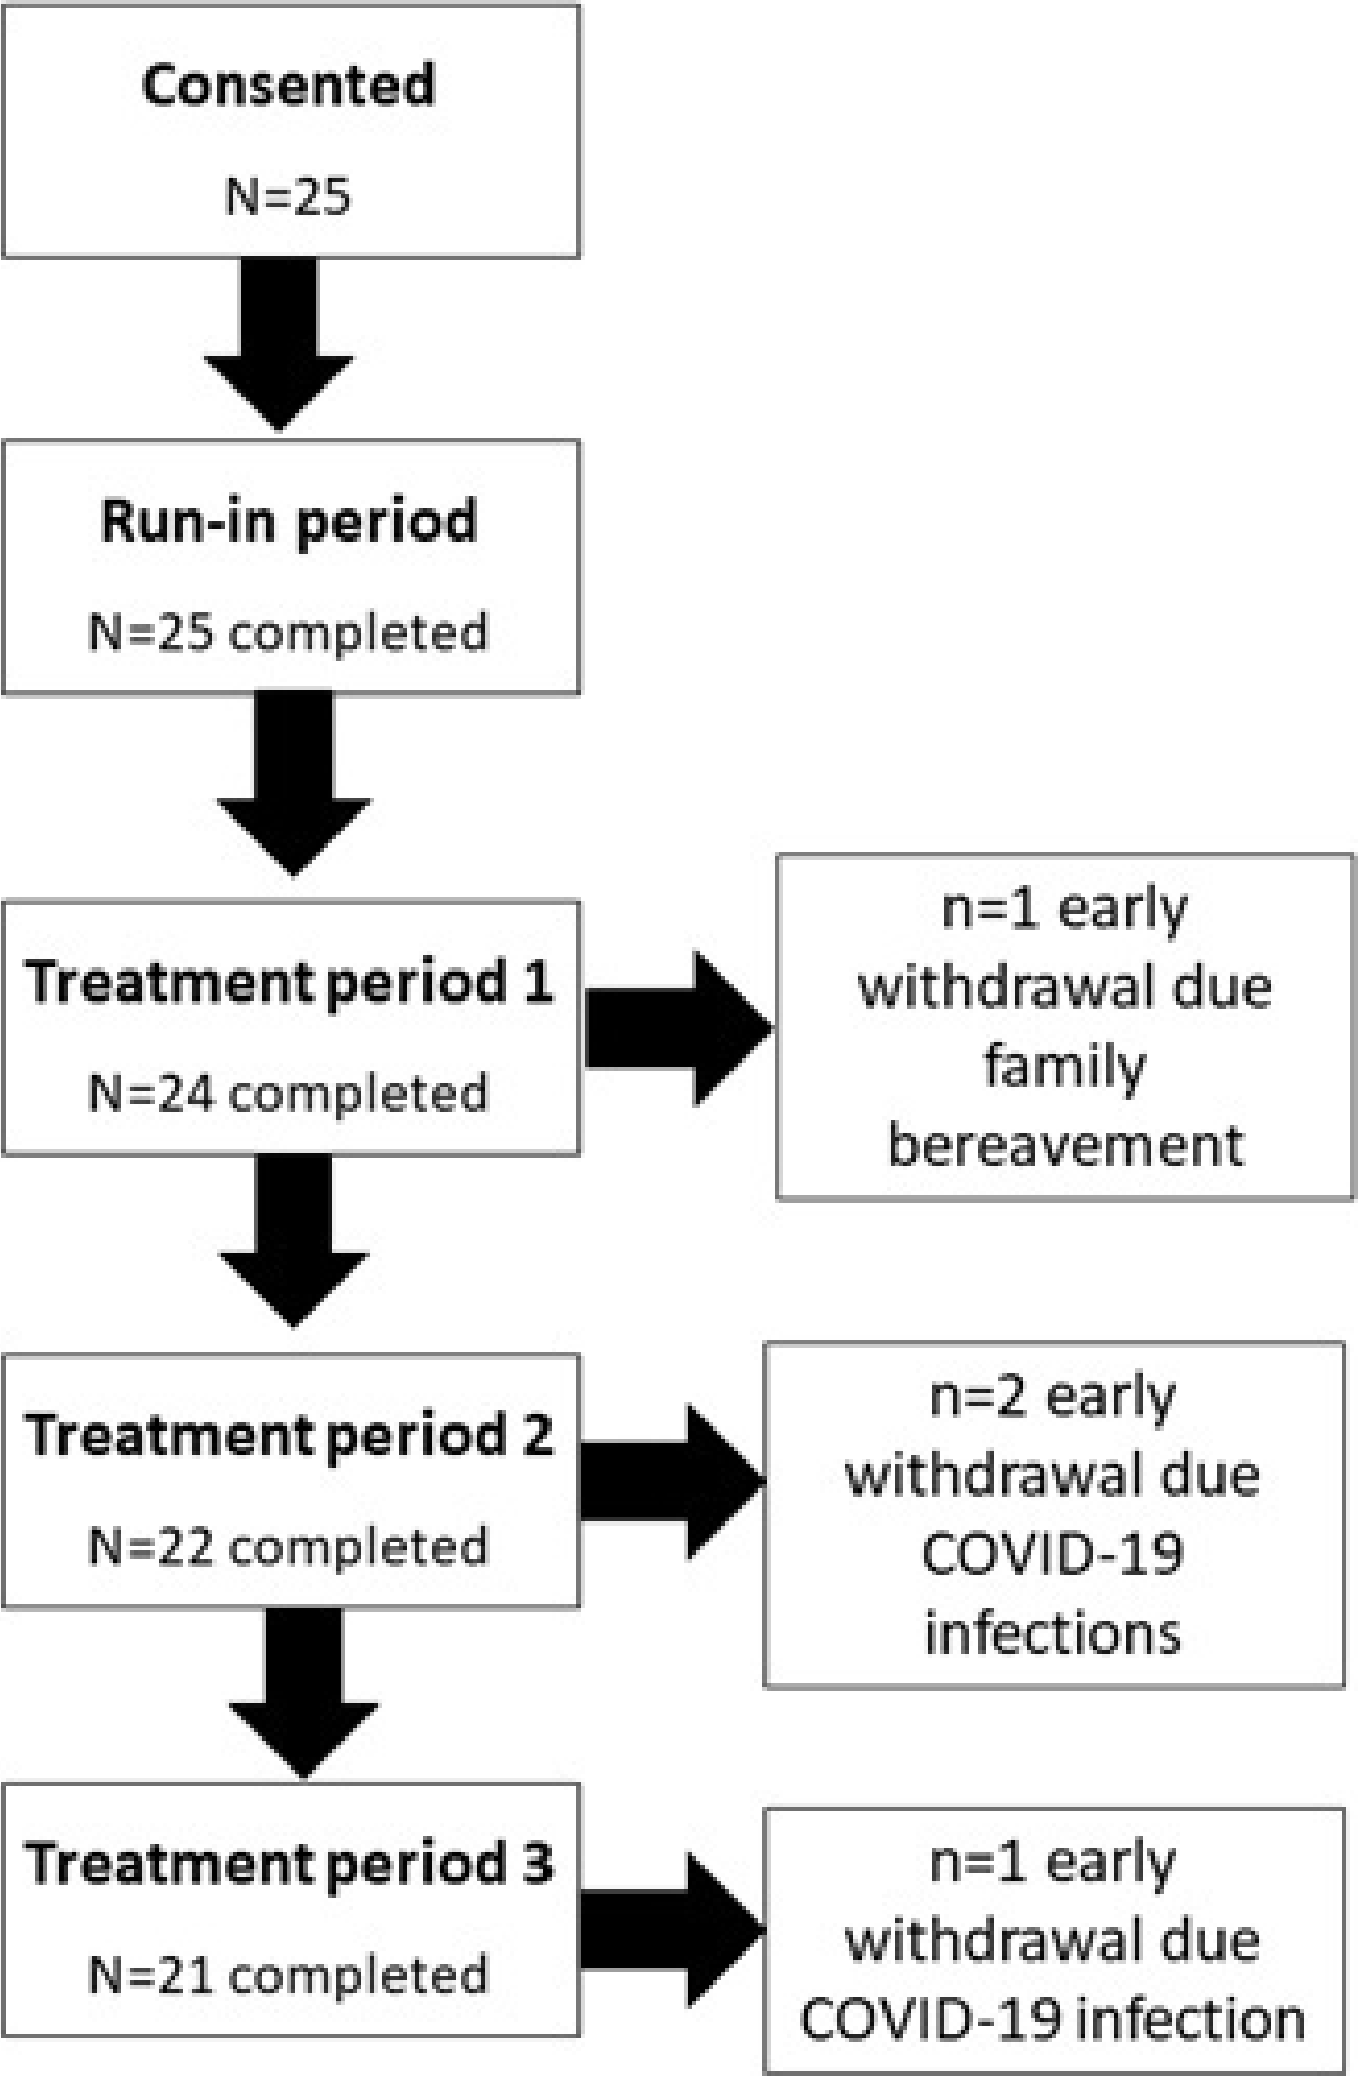 Consented
N=25
Run-in period
N=25 completed
Treatment period 1
N=24 completed
n=1 early
withdrawal due
family
bereavement
Treatment period 2
N=22 completed
n=2 early
withdrawal due
COVID-19
infections
Treatment period 3
N=21 completed
n=1 early
withdrawal due
COVID-19 infection